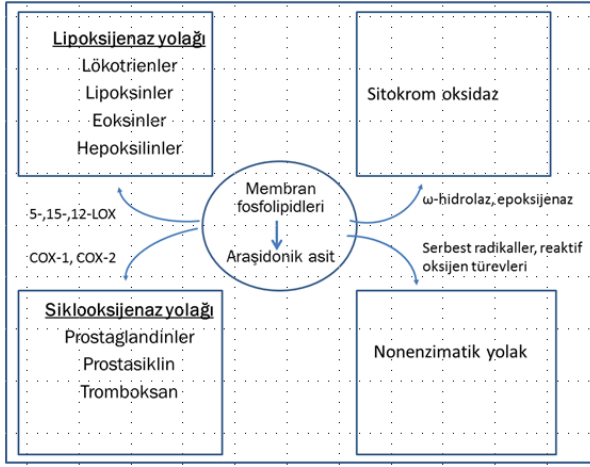 Lipoksijenaz yolağı
Lökotrienler
Lipoksinler
Eoksinler
Hepoksilinler
Sitokrom oksidaz
Membran
fosfolipidleri
Araşidonik asit
5-,15-,12-LOX
COX-1, COX-2
ω-hidrolaz, epoksijenaz
Serbest radikaller, reaktif
oksijen türevleri
Siklooksijenaz yolağı
Prostaglandinler
Prostasiklin
Tromboksan
Nonenzimatik yolak